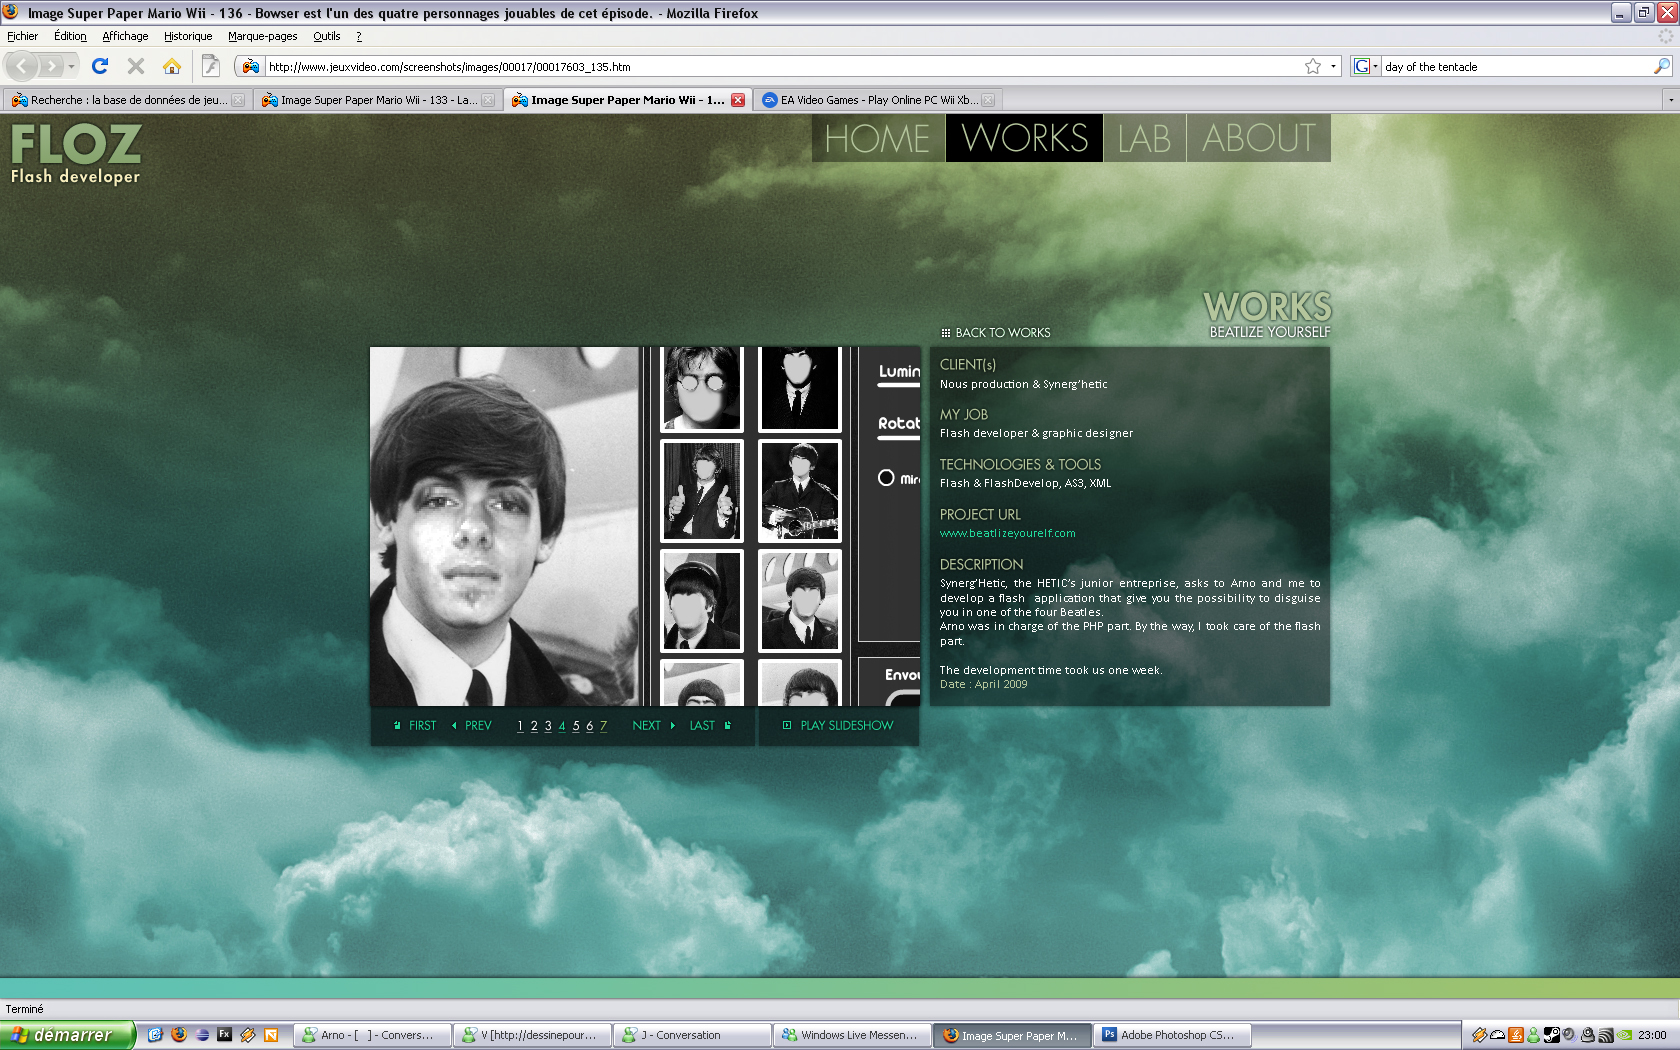 Image Super Paper Mario Wii - 136 - Bowser est l'un des quatre personnages jouables de cet épisode. - Mozilla Firefox
Fichier Édition Affichage Historique Marque-pages Outils ?
http://www.jeuxvideo.com/screenshots/images/00017/00017603_135.htm
G day of the tentacle
Recherche : la base de données de jeu...
Image Super Paper Mario Wii - 133 - La...
Image Super Paper Mario Wii - 1...
EA Video Games - Play Online PC Wii Xb...
FLOZ
Flash developer
HOME WORKS LAB ABOUT
WORKS
BEATLIZE YOURSELF
BACK TO WORKS
Lumin
Rotat
Miro
Envoy
CLIENT(s)
Nous production & Synerg'hetic
MY JOB
Flash developer & graphic designer
TECHNOLOGIES & TOOLS
Flash & FlashDevelop, AS3, XML
PROJECT URL
www.beatlizeyourelf.com
DESCRIPTION
Synerg'Hetic, the HETIC's junior entreprise, asks to Arno and me to
develop a flash application that give you the possibility to disguise
you in one of the four Beatles.
Arno was in charge of the PHP part. By the way, I took care of the flash
part.
The development time took us one week.
Date : April 2009
FIRST PREV 1 2 3 4 5 6 7 NEXT LAST PLAY SLIDESHOW
Terminé
démarrer
Fx
Arno - [ ] - Convers...
V [http://dessinepour...
J - Conversation
Windows Live Messen...
Image Super Paper M...
Ps Adobe Photoshop CS...
23:00